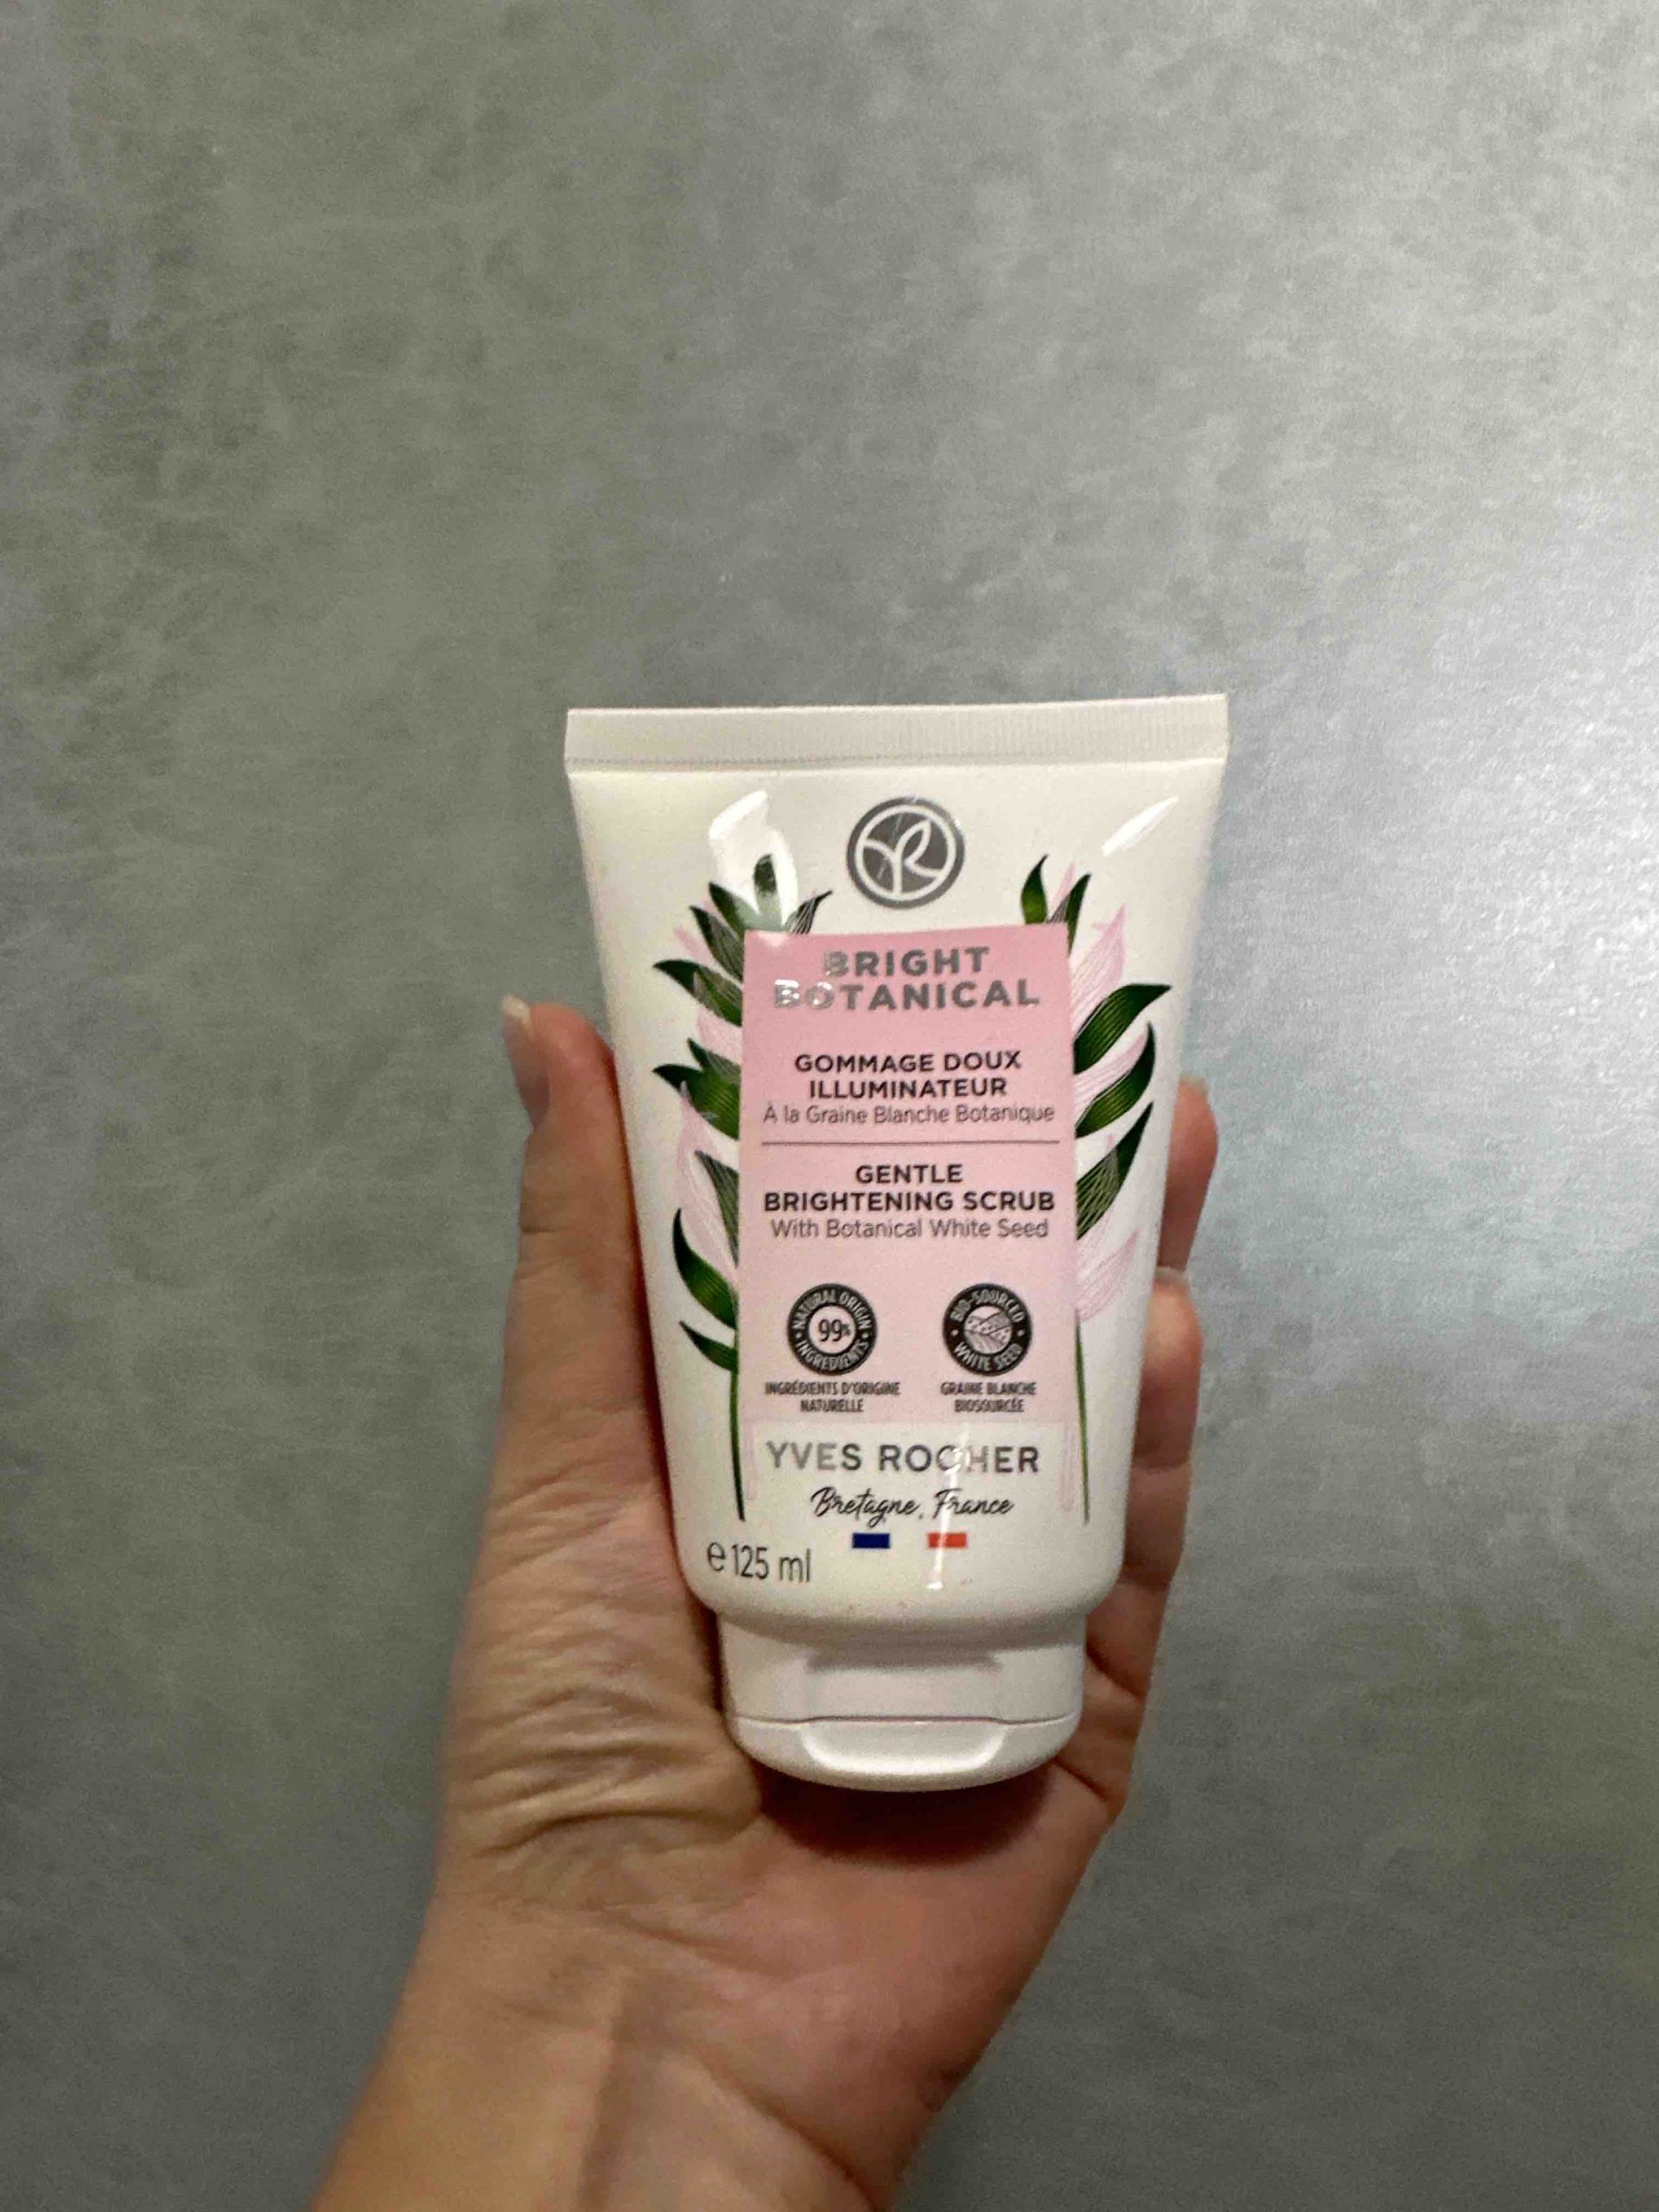 BRIGHT
BOTANICAL
GOMMAGE DOUX
ILLUMINATEUR
À la Graine Blanche Botanique
GENTLE
BRIGHTENING SCRUB
With Botanical White Seed
NATURAL ORIGIN
99%
INGREDIENTS
BIO-SOURCED
WHITE SEED
INGRÉDIENTS D'ORIGINE
NATURELLE
GRAINE BLANCHE
BIOSOURCÉE
YVES ROCHER
Bretagne, France
e 125 ml